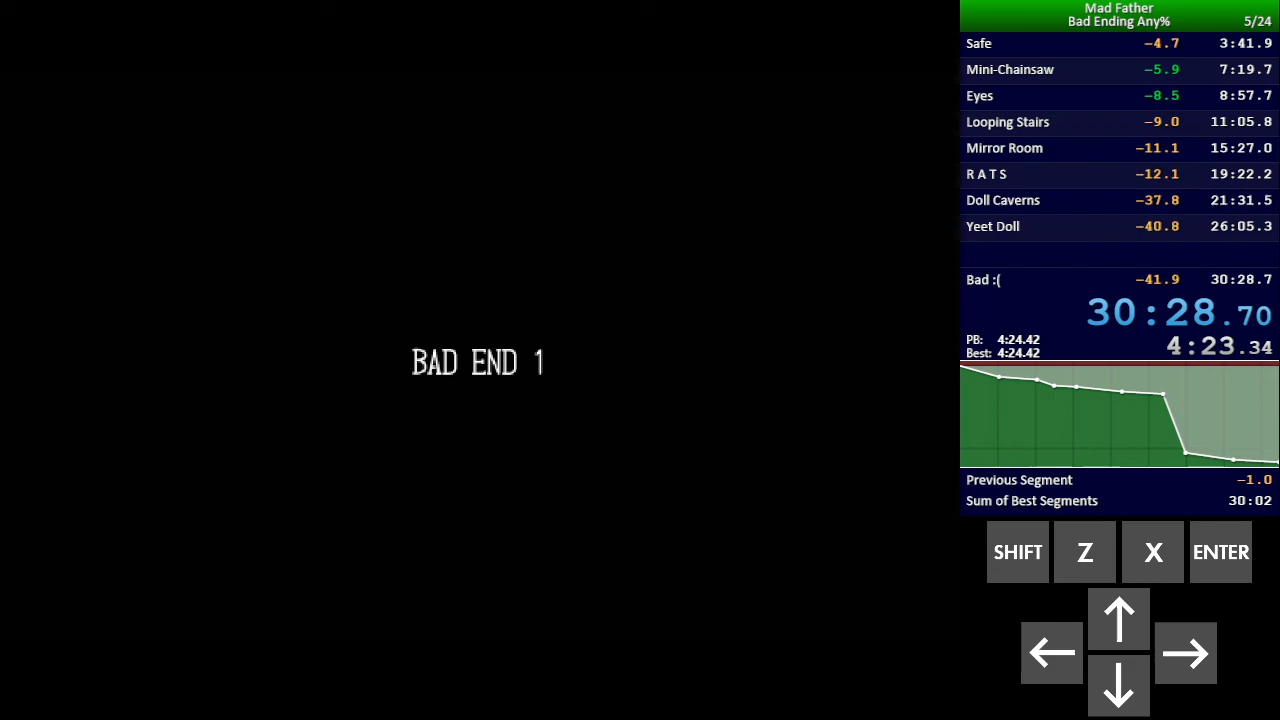 BAD END 1
Mad Father
Bad Ending Any% 5/24
Safe −4.7 3:41.9
Mini-Chainsaw −5.9 7:19.7
Eyes −8.5 8:57.7
Looping Stairs −9.0 11:05.8
Mirror Room −11.1 15:27.0
R A T S −12.1 19:22.2
Doll Caverns −37.8 21:31.5
Yeet Doll −40.8 26:05.3
Bad :( −41.9 30:28.7
30:28.70
PB: 4:24.42
Best: 4:24.42
4:23.34
Previous Segment −1.0
Sum of Best Segments 30:02
SHIFT Z X ENTER
↑
← →
↓